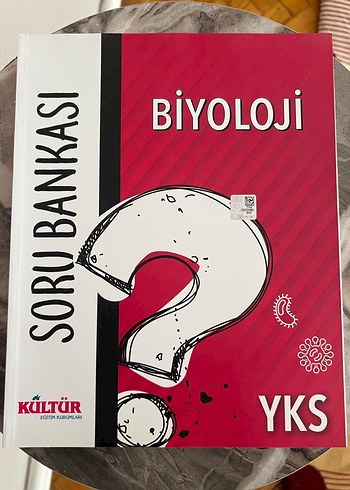 SORU BANKASI
BİYOLOJİ
KÜLTÜR
EĞİTİM KURUMLARI
YKS